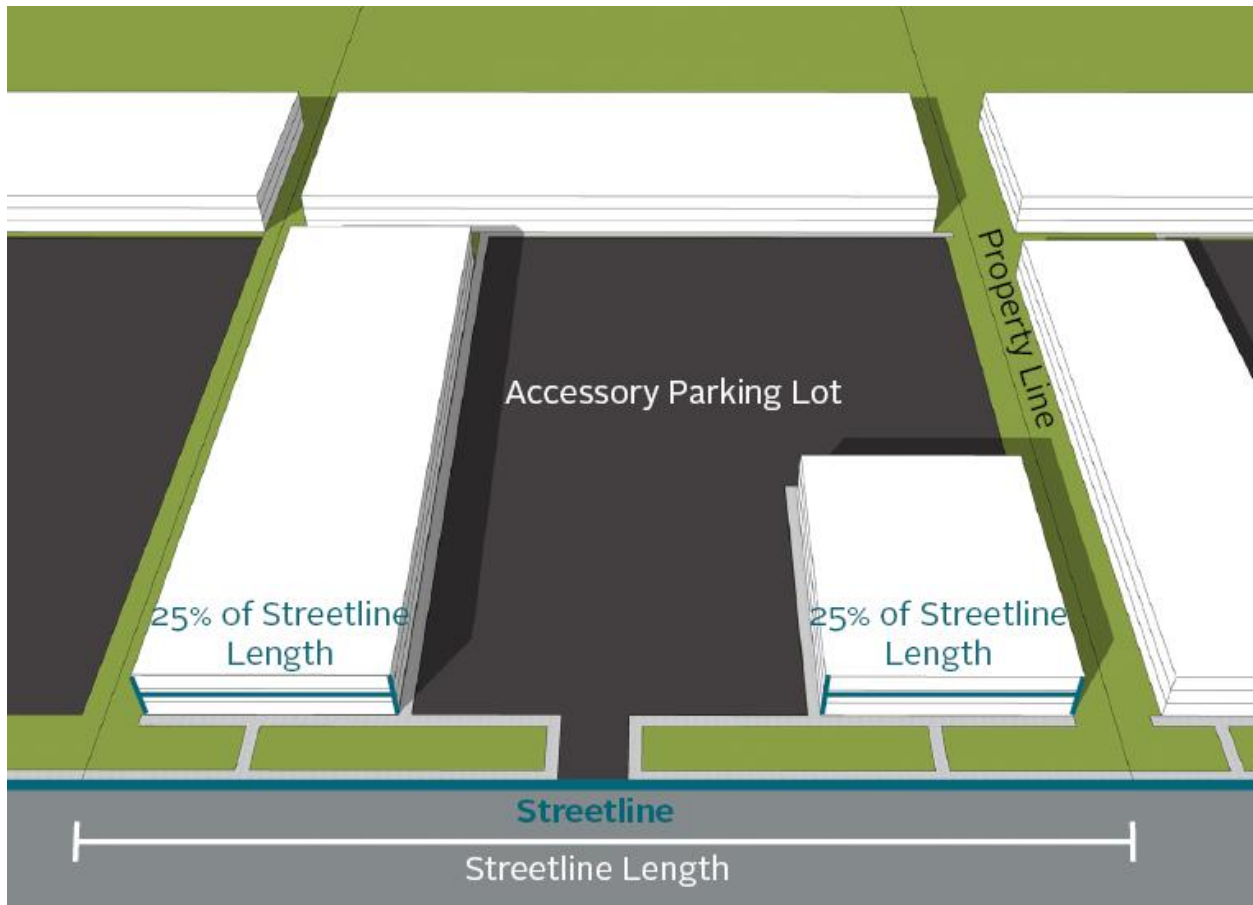 Property Line
Accessory Parking Lot
25% of Streetline
Length
25% of Streetline
Length
Streetline
Streetline Length